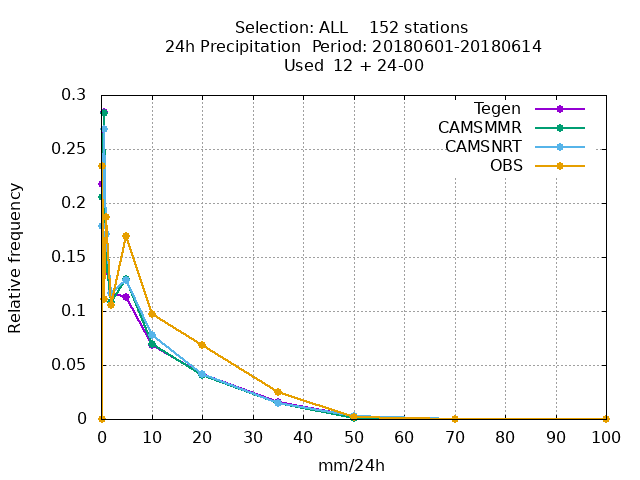 Selection: ALL    152 stations
24h Precipitation  Period: 20180601-20180614
Used  12 + 24-00
Tegen
CAMSMMR
CAMSNRT
OBS
0.3
0.25
0.2
0.15
0.1
0.05
0
Relative frequency
0 10 20 30 40 50 60 70 80 90 100
mm/24h